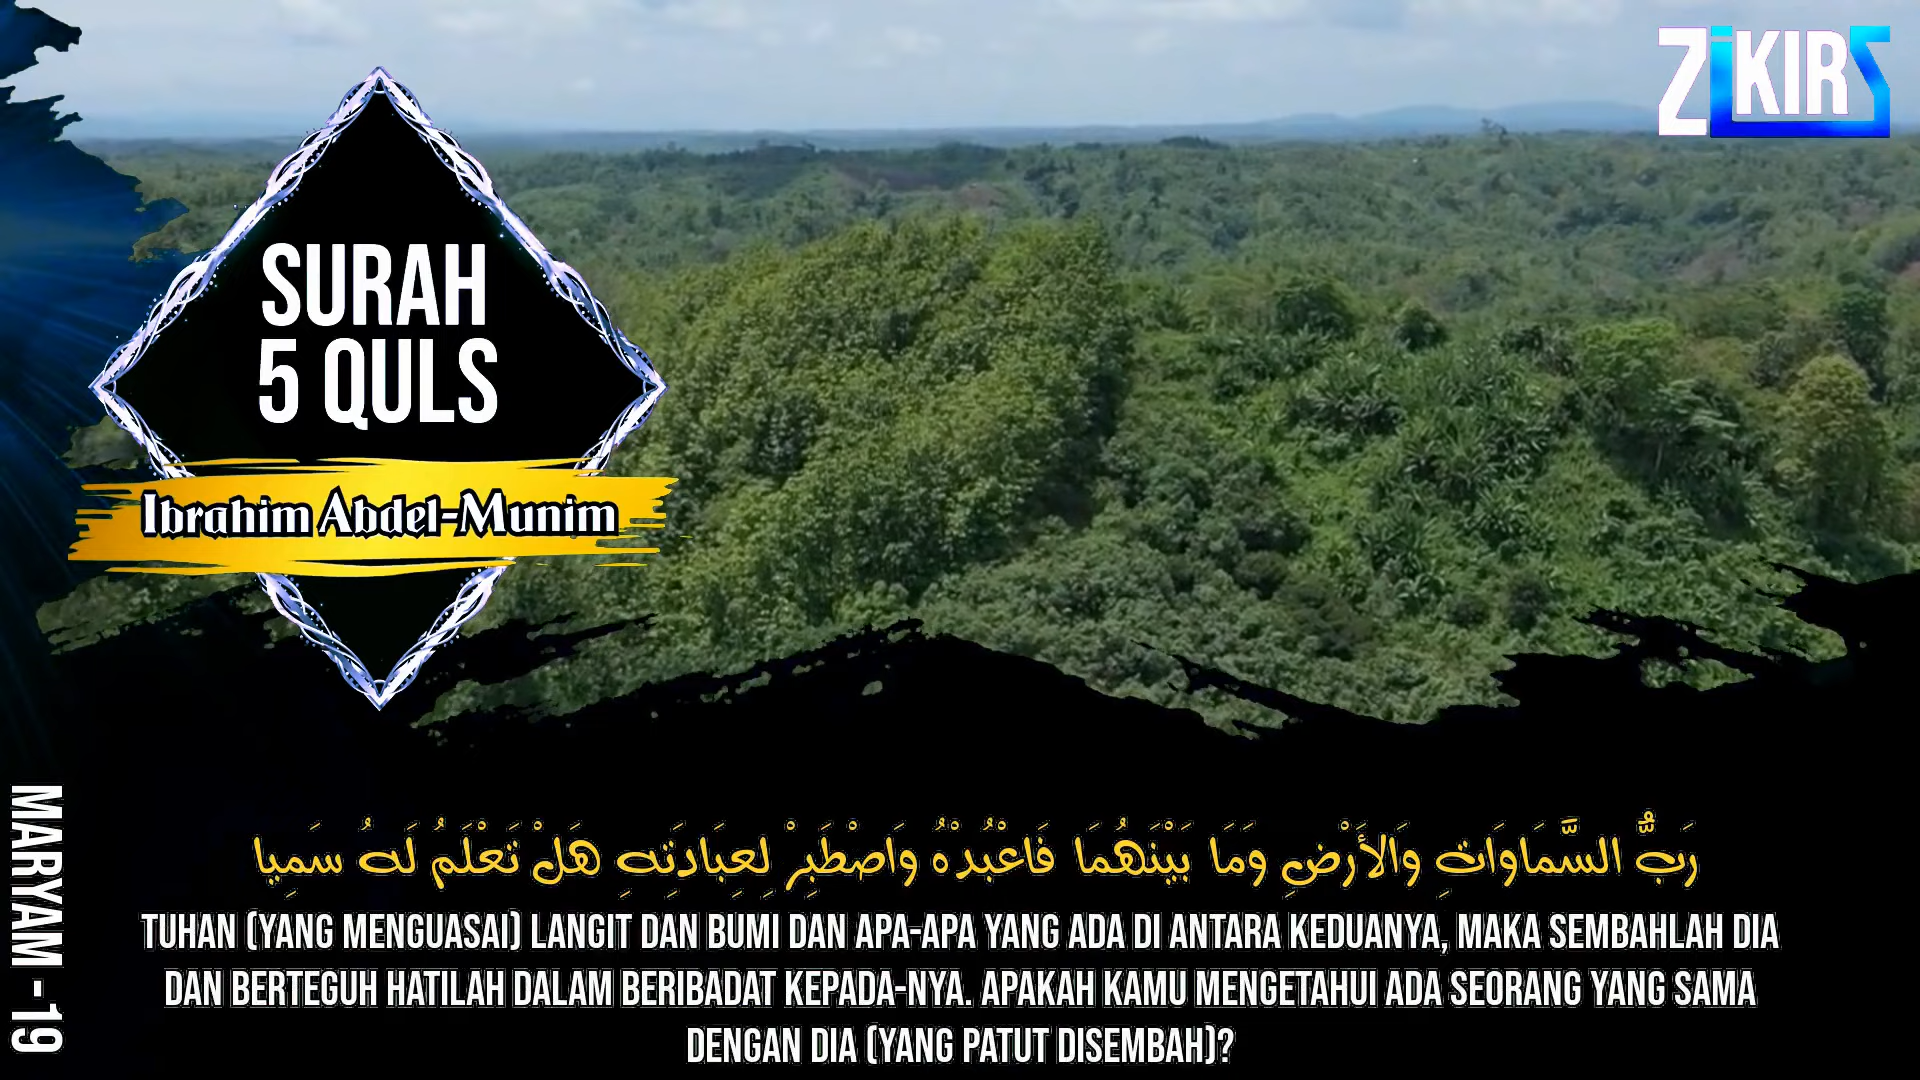 ZIKIRS
SURAH
5 QULS
Ibrahim Abdel-Munim
MARYAM - 19
رَبُّ السَّمَاوَاتِ وَالأَرْضِ وَمَا بَيْنَهُمَا فَاعْبُدْهُ وَاصْطَبِرْ لِعِبَادَتِهِ هَلْ تَعْلَمُ لَهُ سَمِيا
TUHAN (YANG MENGUASAI) LANGIT DAN BUMI DAN APA-APA YANG ADA DI ANTARA KEDUANYA, MAKA SEMBAHLAH DIA
DAN BERTEGUH HATILAH DALAM BERIBADAT KEPADA-NYA. APAKAH KAMU MENGETAHUI ADA SEORANG YANG SAMA
DENGAN DIA (YANG PATUT DISEMBAH)?